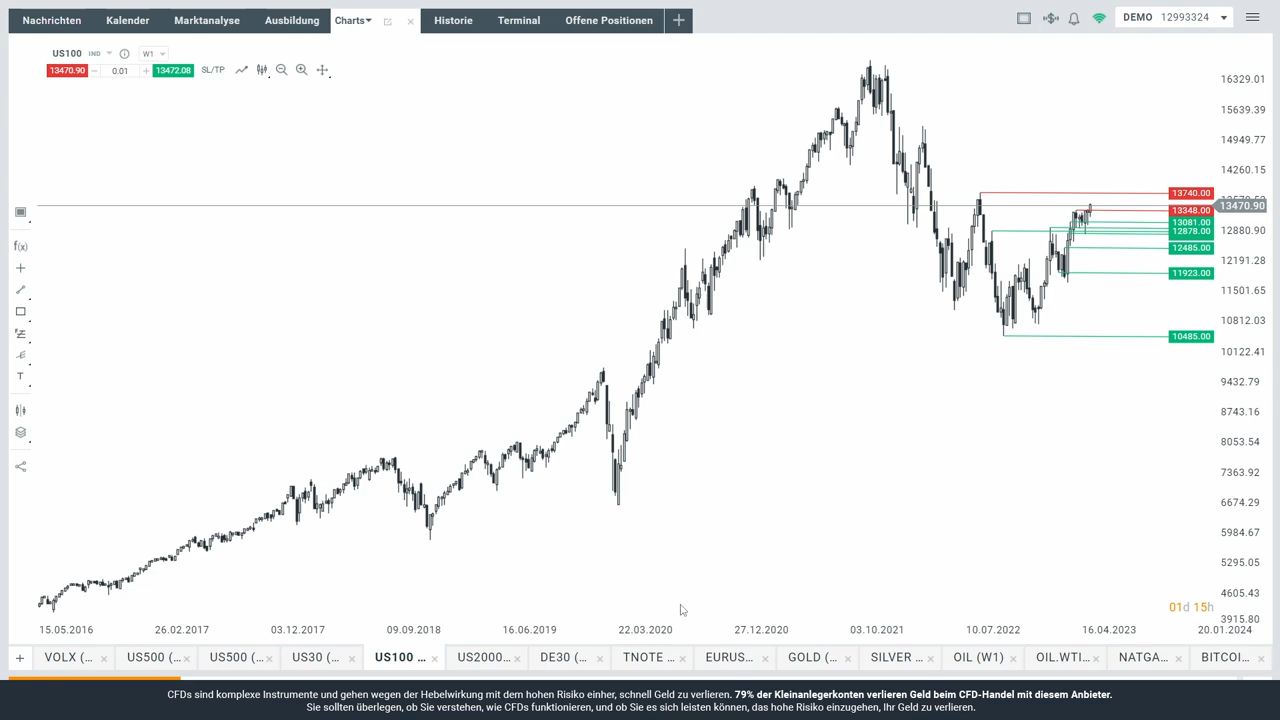 Nachrichten Kalender Marktanalyse Ausbildung Charts Historie Terminal Offene Positionen DEMO 12993324
US100 IND W1
13470.90 0.01 13472.08 SL/TP
16329.01
15639.39
14949.77
14260.15
13740.00
13470.90
13348.00
13081.00
12878.00 12880.90
12485.00
12191.28
11923.00
11501.65
10812.03
10485.00
10122.41
9432.79
8743.16
8053.54
7363.92
6674.29
5984.67
5295.05
4605.43
3915.80
f(x)
T
01d 15h
15.05.2016 26.02.2017 03.12.2017 09.09.2018 16.06.2019 22.03.2020 27.12.2020 03.10.2021 10.07.2022 16.04.2023 20.01.2024
VOLX (... US500 (... US500 (... US30 (... US100 ... US2000... DE30 (... TNOTE ... EURUS... GOLD (... SILVER ... OIL (W1) OIL.WTI... NATGA... BITCOI...
CFDs sind komplexe Instrumente und gehen wegen der Hebelwirkung mit dem hohen Risiko einher, schnell Geld zu verlieren. 79% der Kleinanlegerkonten verlieren Geld beim CFD-Handel mit diesem Anbieter.
Sie sollten überlegen, ob Sie verstehen, wie CFDs funktionieren, und ob Sie es sich leisten können, das hohe Risiko einzugehen, Ihr Geld zu verlieren.